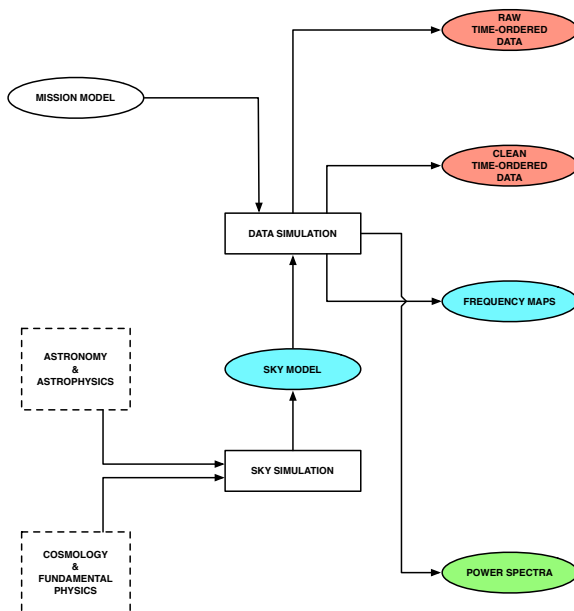 RAW
TIME-ORDERED
DATA
MISSION MODEL
CLEAN
TIME-ORDERED
DATA
DATA SIMULATION
FREQUENCY MAPS
ASTRONOMY
&
ASTROPHYSICS
SKY MODEL
SKY SIMULATION
COSMOLOGY
&
FUNDAMENTAL
PHYSICS
POWER SPECTRA